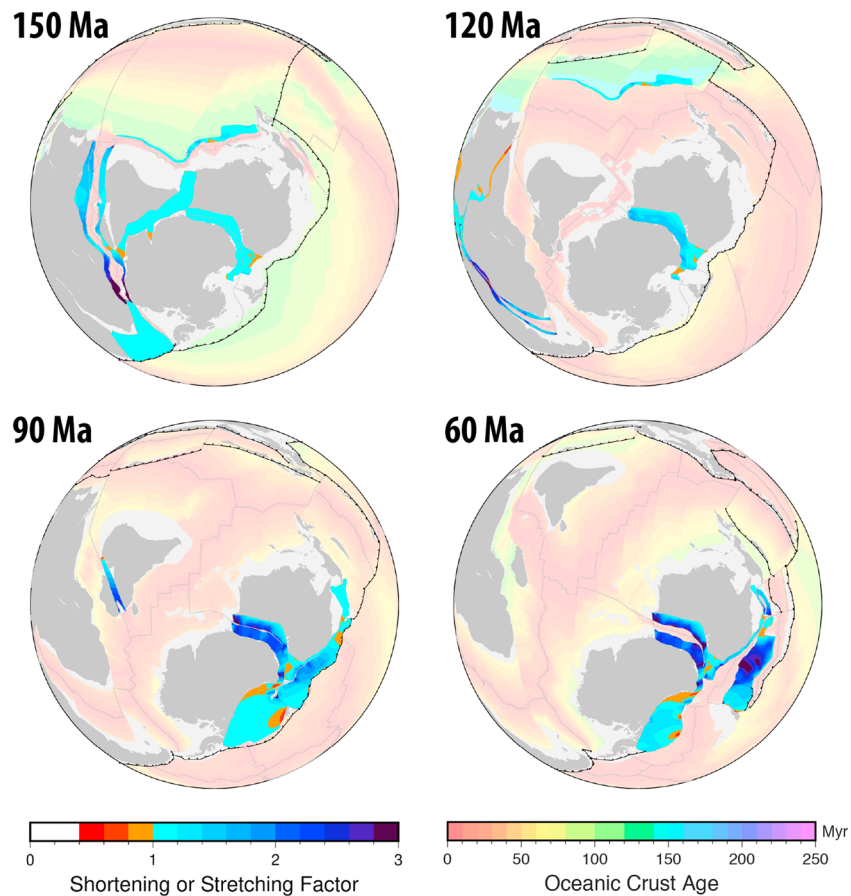 150 Ma
120 Ma
90 Ma
60 Ma
0 1 2 3
Shortening or Stretching Factor
0 50 100 150 200 250 Myr
Oceanic Crust Age